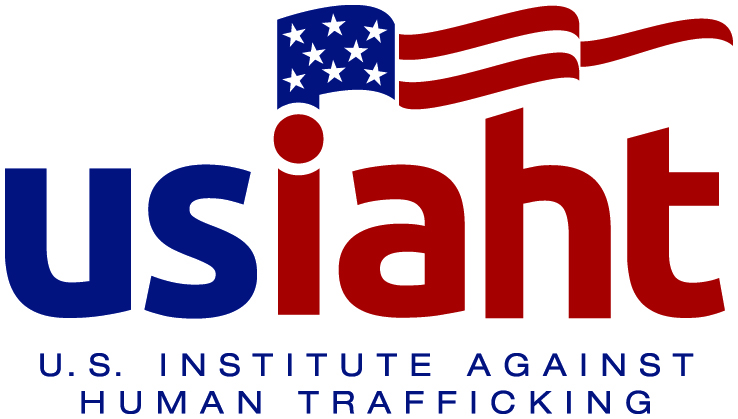 usiaht
U.S. INSTITUTE AGAINST
HUMAN TRAFFICKING